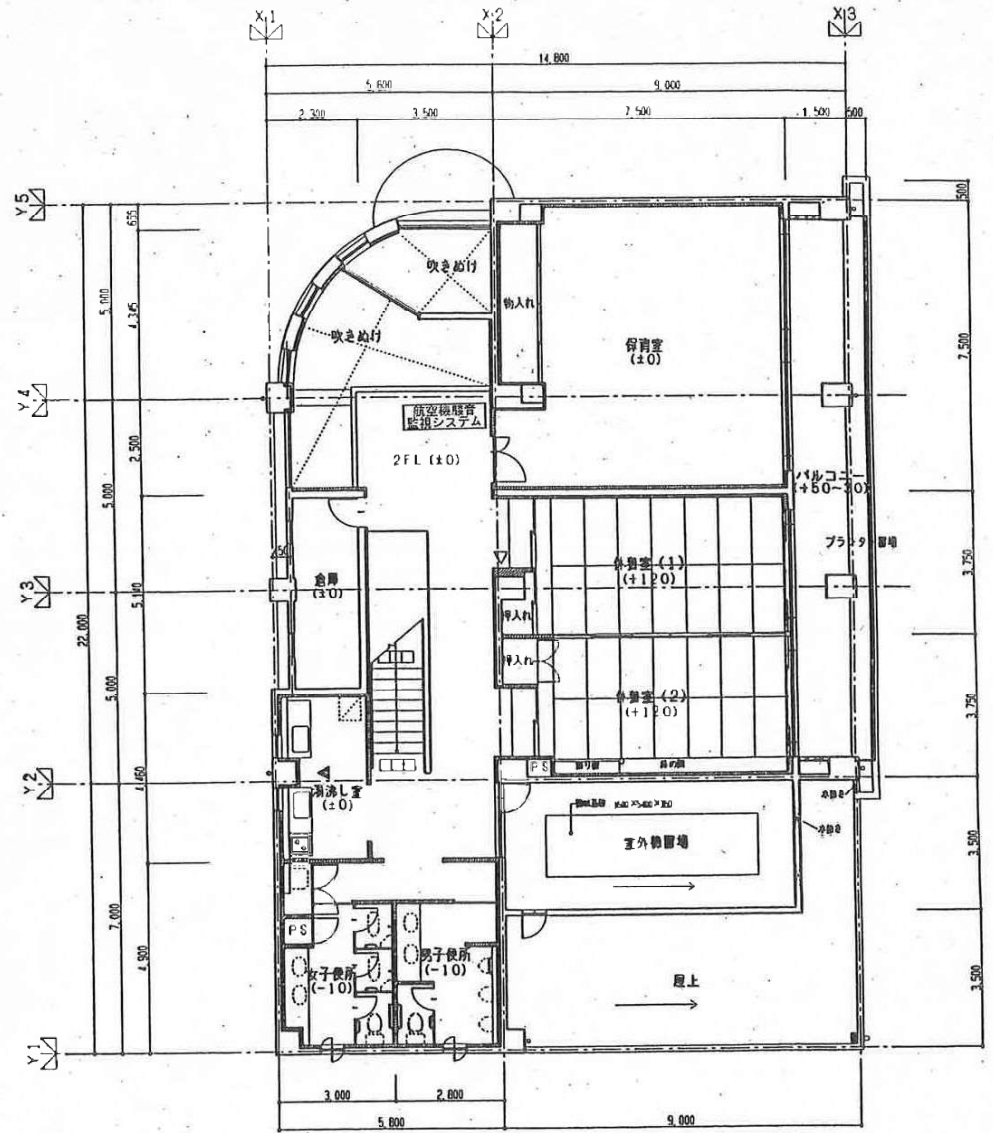 X1
X2
X3
14,800
5,800
9,000
2,300
3,500
7,500
1,500
600
Y5
655
500
吹きぬけ
物入れ
5,000
4,345
吹きぬけ
保育室
(±0)
7,500
Y4
航空機騒音
監視システム
2FL (±0)
2,500
バルコニー
(+50~-30)
5,000
プランター置場
休憩室(1)
(+120)
倉庫
(±0)
3,750
Y3
22,000
5,140
押入れ
押入れ
休憩室(2)
(+120)
5,000
3,750
PS
Y2
4,460
湯沸し室
(±0)
室外機置場
3,500
7,000
PS
女子便所
(-10)
男子便所
(-10)
4,900
屋上
3,500
Y1
3,000
2,800
5,800
9,000